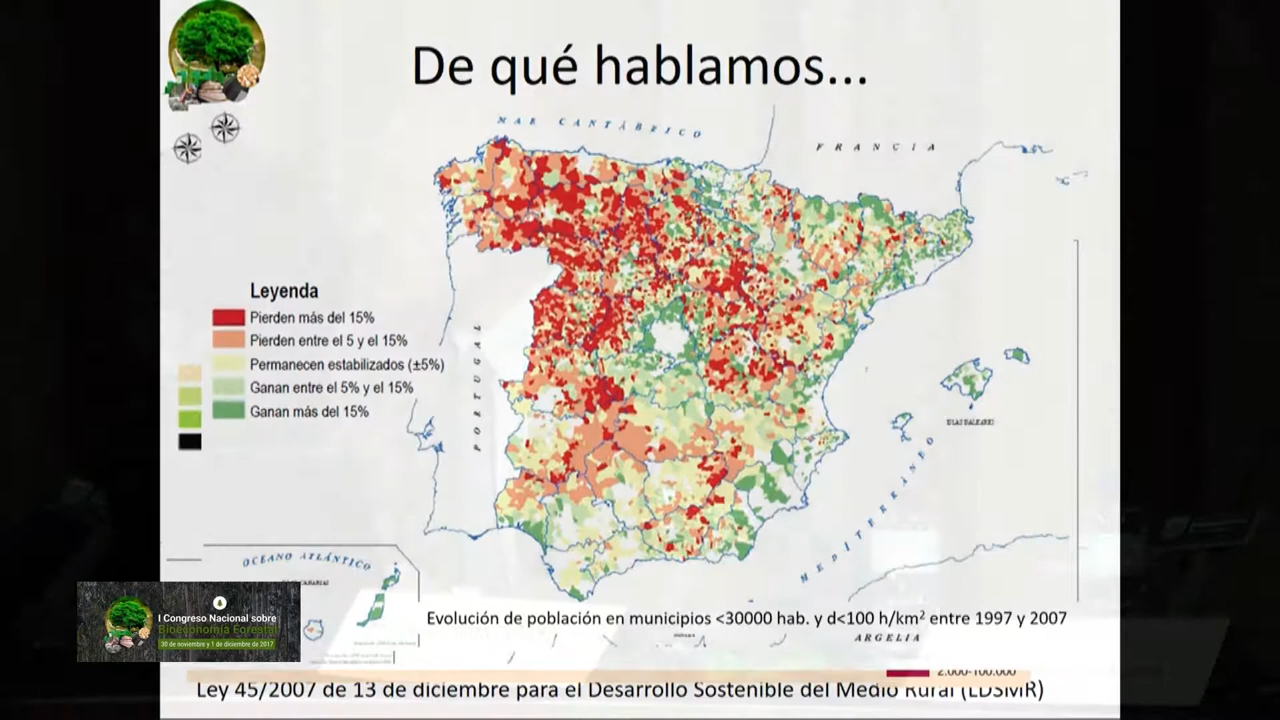 De qué hablamos...
MAR CANTÁBRICO
FRANCIA
Leyenda
Pierden más del 15%
Pierden entre el 5 y el 15%
Permanecen estabilizados (±5%)
Ganan entre el 5% y el 15%
Ganan más del 15%
PORTUGAL
ISLAS BALEARES
MEDITERRÁNEO
OCEANO ATLÁNTICO
Evolución de población en municipios <30000 hab. y d<100 h/km² entre 1997 y 2007
ARGELIA
I Congreso Nacional sobre
Bioeconomía Forestal
30 de noviembre y 1 de diciembre de 2017
2.000-100.000
Ley 45/2007 de 13 de diciembre para el Desarrollo Sostenible del Medio Rural (LDSMR)